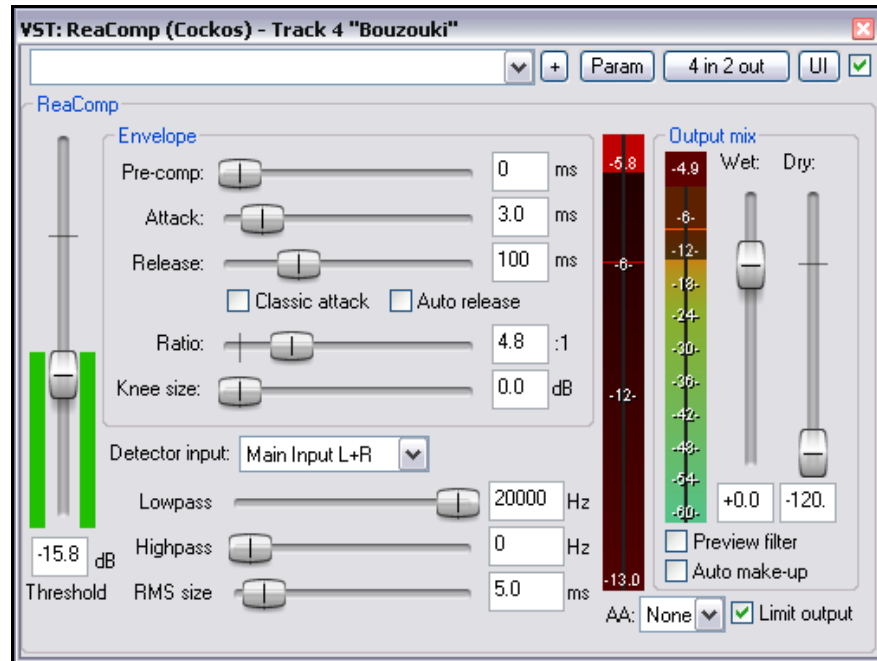 VST: ReaComp (Cockos) - Track 4 "Bouzouki"
+ Param 4 in 2 out UI
ReaComp
Envelope
Pre-comp: 0 ms
Attack: 3.0 ms
Release: 100 ms
Classic attack Auto release
Ratio: 4.8 :1
Knee size: 0.0 dB
Detector input: Main Input L+R
Lowpass 20000 Hz
Highpass 0 Hz
RMS size 5.0 ms
-15.8 dB
Threshold
-5.8
-6-
-12-
-13.0
Output mix
Wet: Dry:
-4.9
-6-
-12-
-18-
-24-
-30-
-36-
-42-
-48-
-54-
-60-
+0.0 -120.
Preview filter
Auto make-up
AA: None Limit output